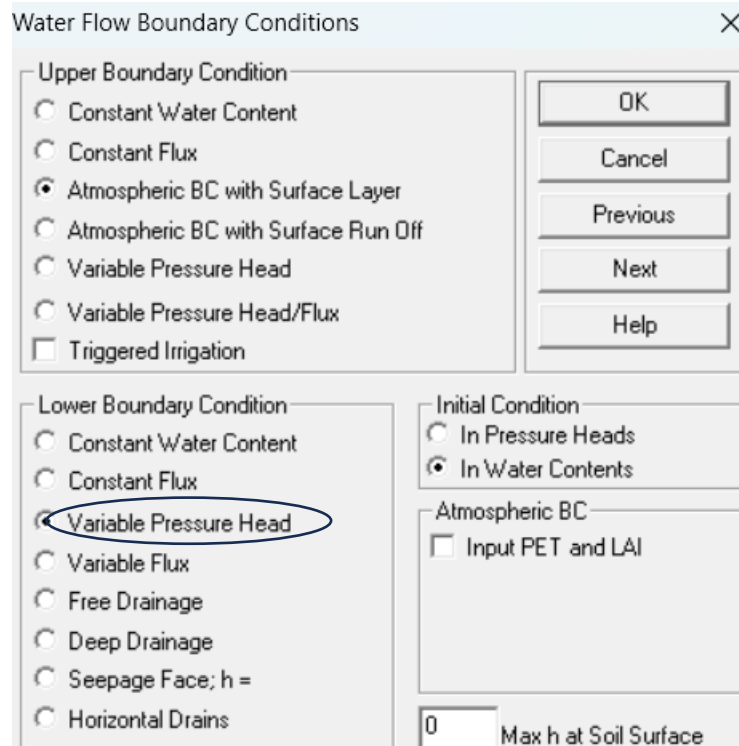 Water Flow Boundary Conditions
Upper Boundary Condition
Constant Water Content
Constant Flux
Atmospheric BC with Surface Layer
Atmospheric BC with Surface Run Off
Variable Pressure Head
Variable Pressure Head/Flux
Triggered Irrigation
OK
Cancel
Previous
Next
Help
Lower Boundary Condition
Constant Water Content
Constant Flux
Variable Pressure Head
Variable Flux
Free Drainage
Deep Drainage
Seepage Face; h =
Horizontal Drains
Initial Condition
In Pressure Heads
In Water Contents
Atmospheric BC
Input PET and LAI
0 Max h at Soil Surface